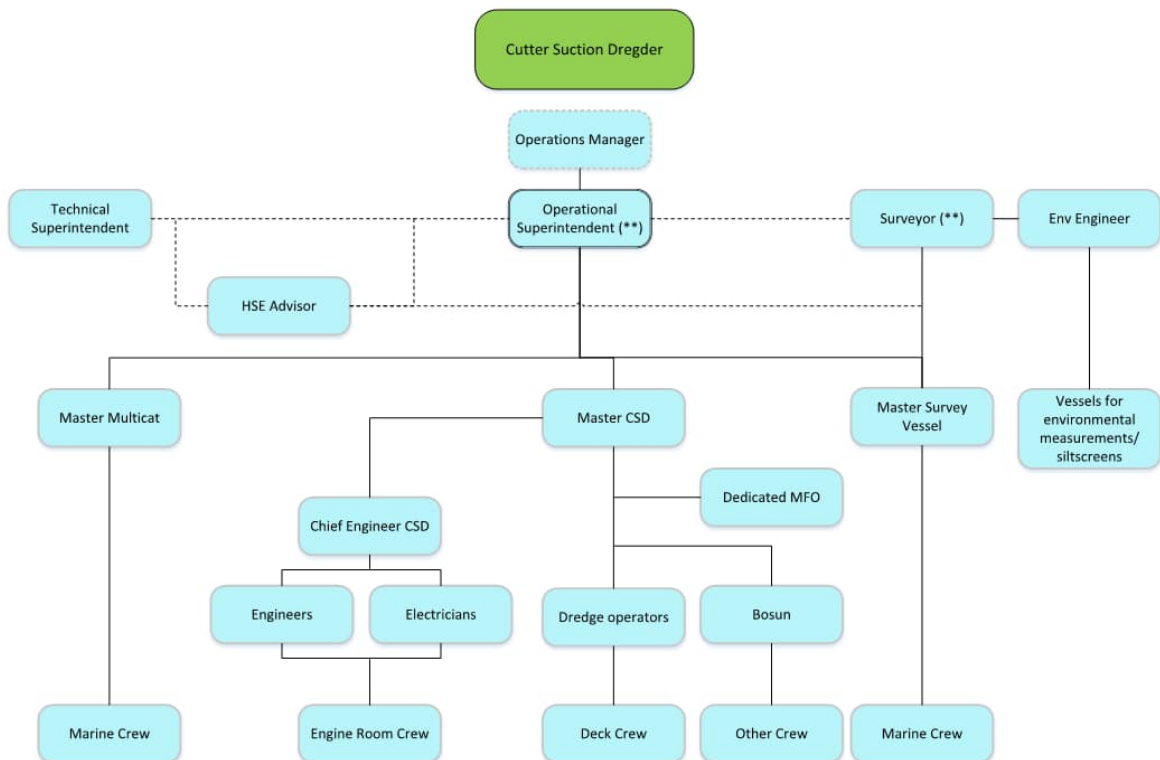 Cutter Suction Dregder
Operations Manager
Technical
Superintendent
Operational
Superintendent (**)
Surveyor (**)
Env Engineer
HSE Advisor
Master Multicat
Master CSD
Master Survey
Vessel
Vessels for
environmental
measurements/
siltscreens
Dedicated MFO
Chief Engineer CSD
Engineers
Electricians
Dredge operators
Bosun
Marine Crew
Engine Room Crew
Deck Crew
Other Crew
Marine Crew